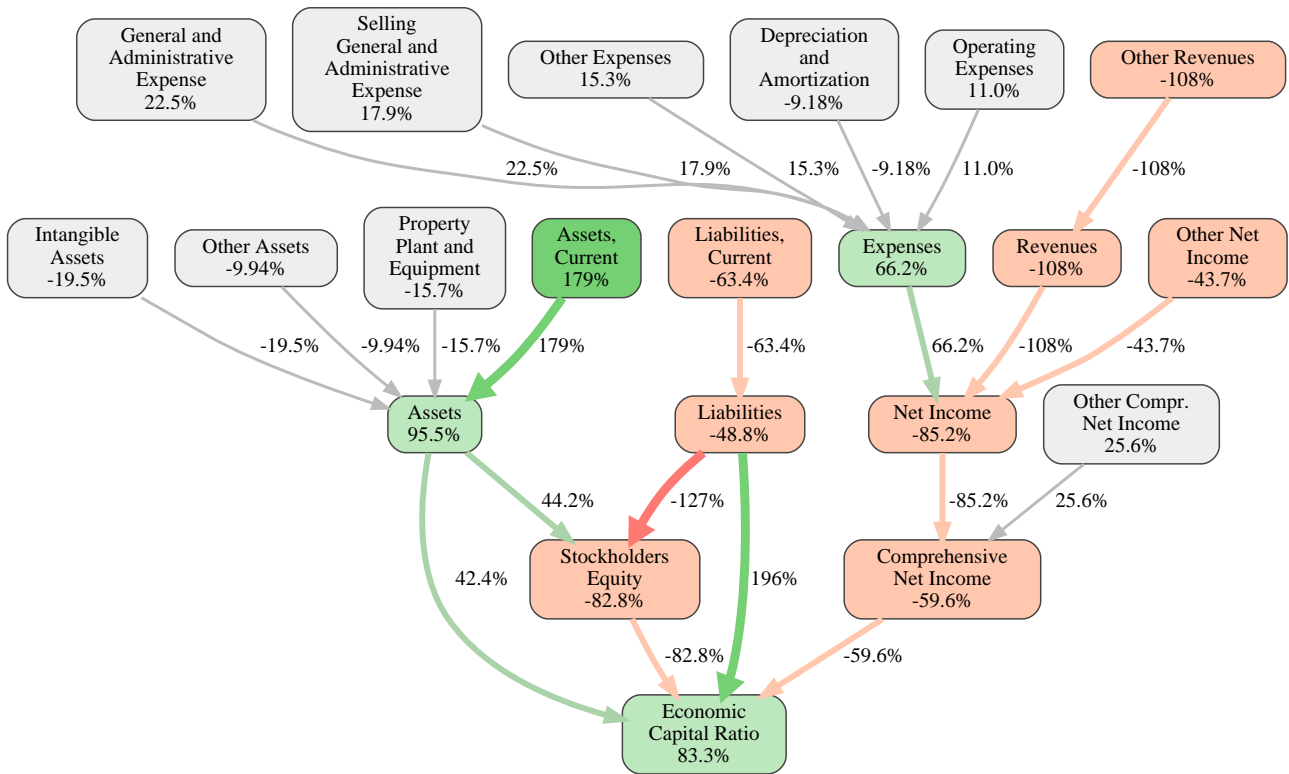 General and
Administrative
Expense
22.5%
Selling
General and
Administrative
Expense
17.9%
Other Expenses
15.3%
Depreciation
and
Amortization
-9.18%
Operating
Expenses
11.0%
Other Revenues
-108%
22.5%
17.9%
15.3%
-9.18%
11.0%
-108%
Intangible
Assets
-19.5%
Other Assets
-9.94%
Property
Plant and
Equipment
-15.7%
Assets,
Current
179%
Liabilities,
Current
-63.4%
Expenses
66.2%
Revenues
-108%
Other Net
Income
-43.7%
-19.5%
-9.94%
-15.7%
179%
-63.4%
66.2%
-108%
-43.7%
Assets
95.5%
Liabilities
-48.8%
Net Income
-85.2%
Other Compr.
Net Income
25.6%
44.2%
-127%
-85.2%
25.6%
42.4%
Stockholders
Equity
-82.8%
196%
Comprehensive
Net Income
-59.6%
-82.8%
-59.6%
Economic
Capital Ratio
83.3%